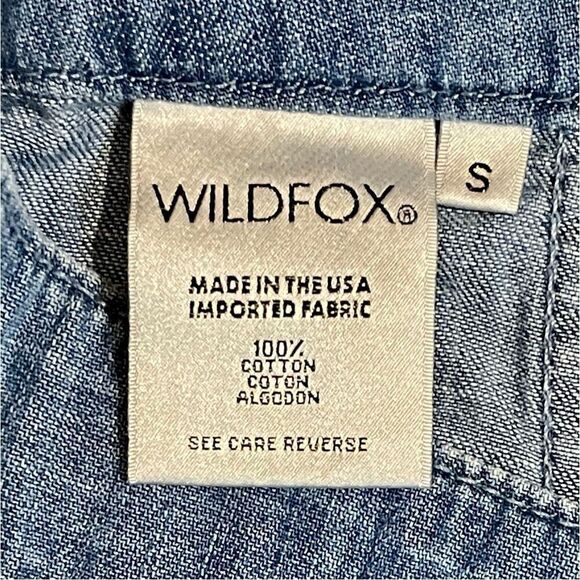 WILDFOX®
S
MADE IN THE USA
IMPORTED FABRIC
100%
COTTON
COTON
ALGODON
SEE CARE REVERSE